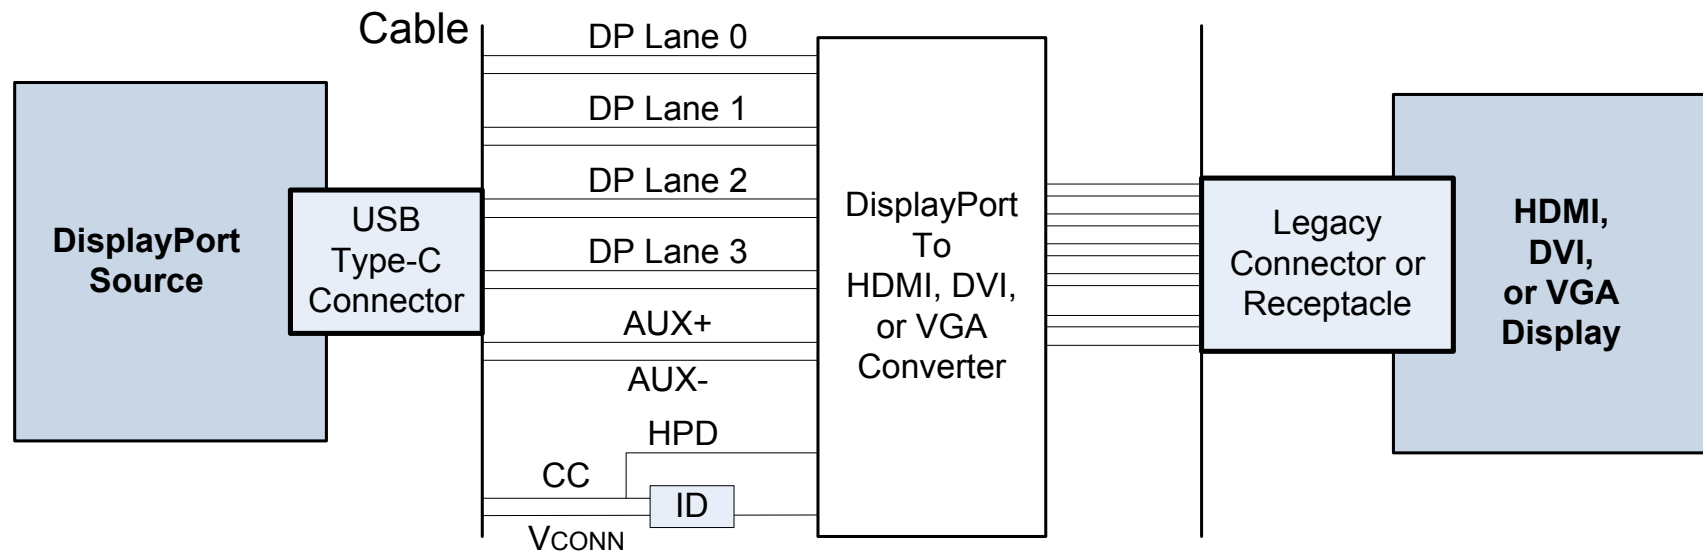 Cable
DP Lane 0
DP Lane 1
DP Lane 2
DP Lane 3
AUX+
AUX-
HPD
CC
ID
VCONN
DisplayPort
Source
USB
Type-C
Connector
DisplayPort
To
HDMI, DVI,
or VGA
Converter
Legacy
Connector or
Receptacle
HDMI,
DVI,
or VGA
Display